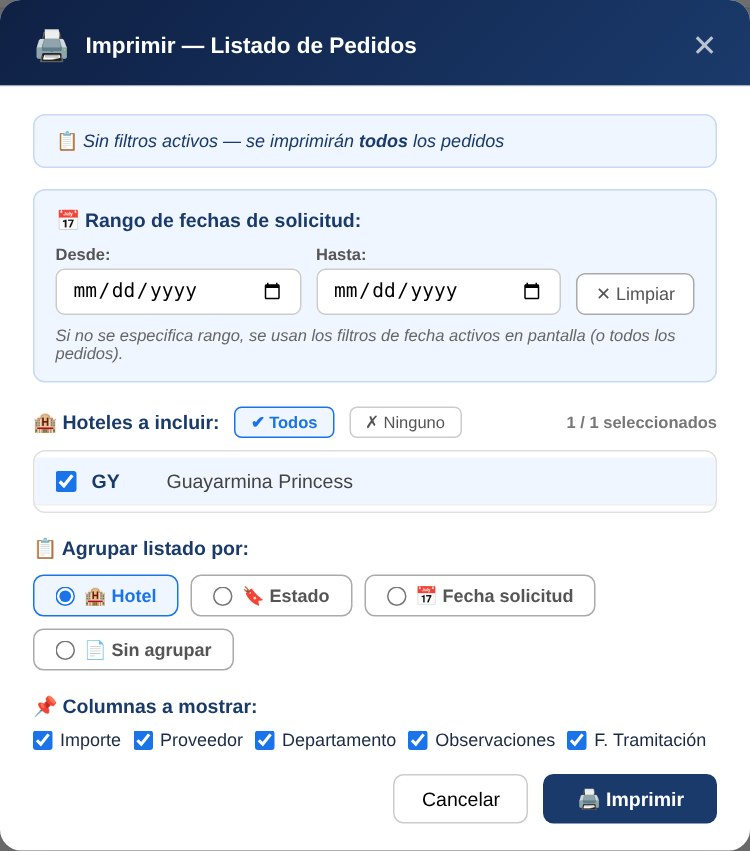 Imprimir — Listado de Pedidos
Sin filtros activos — se imprimirán todos los pedidos
Rango de fechas de solicitud:
Desde: Hasta:
mm/dd/yyyy mm/dd/yyyy ✕ Limpiar
Si no se especifica rango, se usan los filtros de fecha activos en pantalla (o todos los
pedidos).
Hoteles a incluir: ✔ Todos ✗ Ninguno 1 / 1 seleccionados
GY Guayarmina Princess
Agrupar listado por:
Hotel Estado Fecha solicitud
Sin agrupar
Columnas a mostrar:
Importe Proveedor Departamento Observaciones F. Tramitación
Cancelar Imprimir